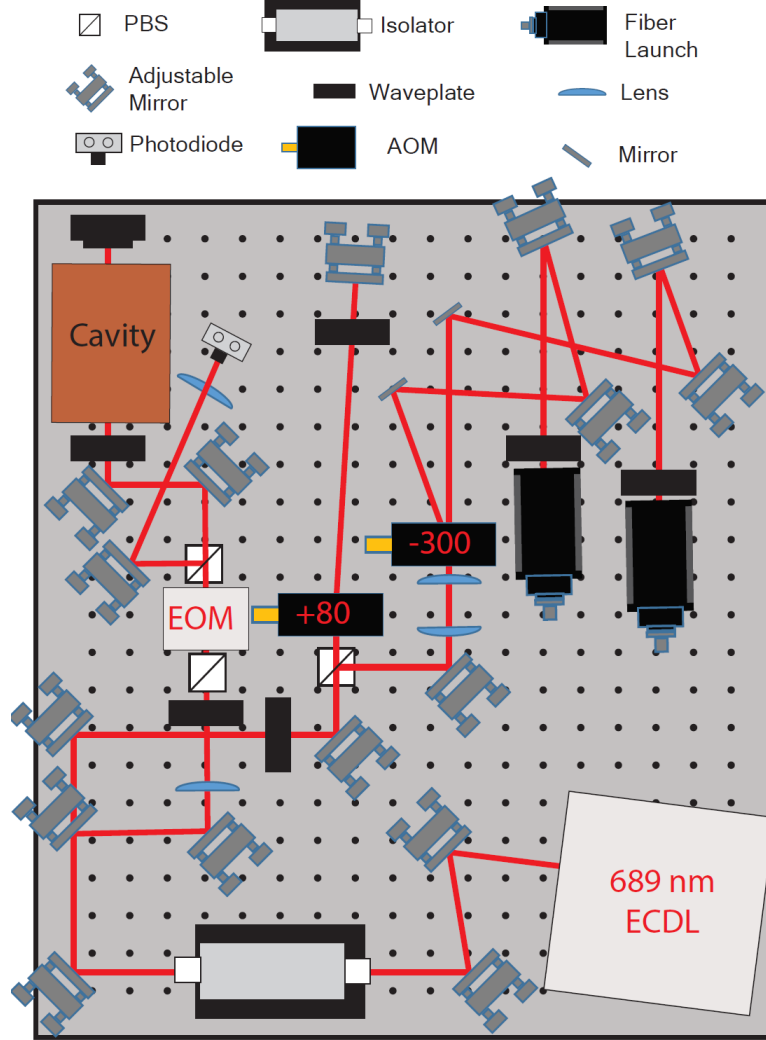 PBS
Isolator
Fiber
Launch
Adjustable
Mirror
Waveplate
Lens
Photodiode
AOM
Mirror
Cavity
-300
EOM
+80
689 nm
ECDL